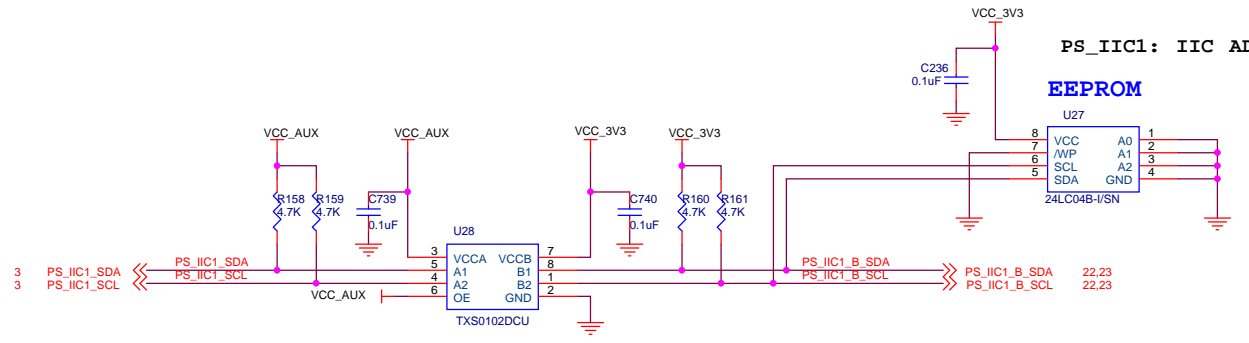 VCC_3V3
PS_IIC1: IIC AD
C236
0.1uF
EEPROM
U27
8 VCC A0 1
7 /WP A1 2
6 SCL A2 3
5 SDA GND 4
24LC04B-I/SN
VCC_AUX
VCC_AUX
VCC_3V3
VCC_3V3
R158
4.7K
R159
4.7K
C739
0.1uF
C740
0.1uF
R160
4.7K
R161
4.7K
U28
3 VCCA VCCB 7
5 A1 B1 8
4 A2 B2 1
6 OE GND 2
TXS0102DCU
3 PS_IIC1_SDA
3 PS_IIC1_SCL
PS_IIC1_SDA
PS_IIC1_SCL
VCC_AUX
PS_IIC1_B_SDA
PS_IIC1_B_SCL
PS_IIC1_B_SDA 22,23
PS_IIC1_B_SCL 22,23